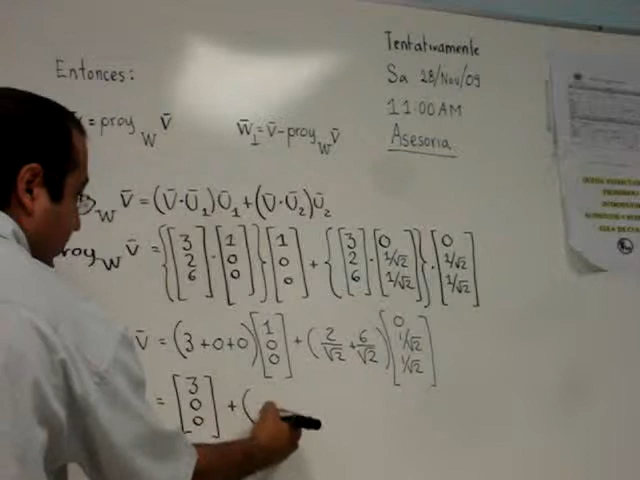 Tentativamente
Sa 28/Nov/09
11:00 AM
Asesoria
Entonces:
= proy_W v̄
w̄⊥ = v̄ - proy_W v̄
_W v̄ = (v̄·ū₁)ū₁ + (v̄·ū₂)ū₂
proy_W v̄ = {[3 2 6]·[1 0 0]}[1 0 0] + {[3 2 6]·[0 1/√2 1/√2]}·[0 1/√2 1/√2]
v̄ = (3+0+0)[1 0 0] + (2/√2 + 6/√2)[0 1/√2 1/√2]
= [3 0 0] + (